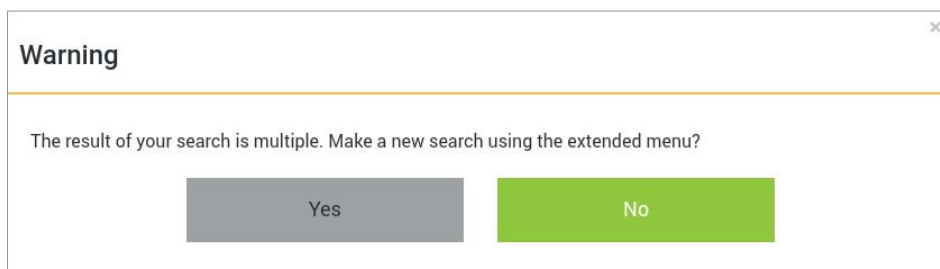 Warning
The result of your search is multiple. Make a new search using the extended menu?
Yes
No